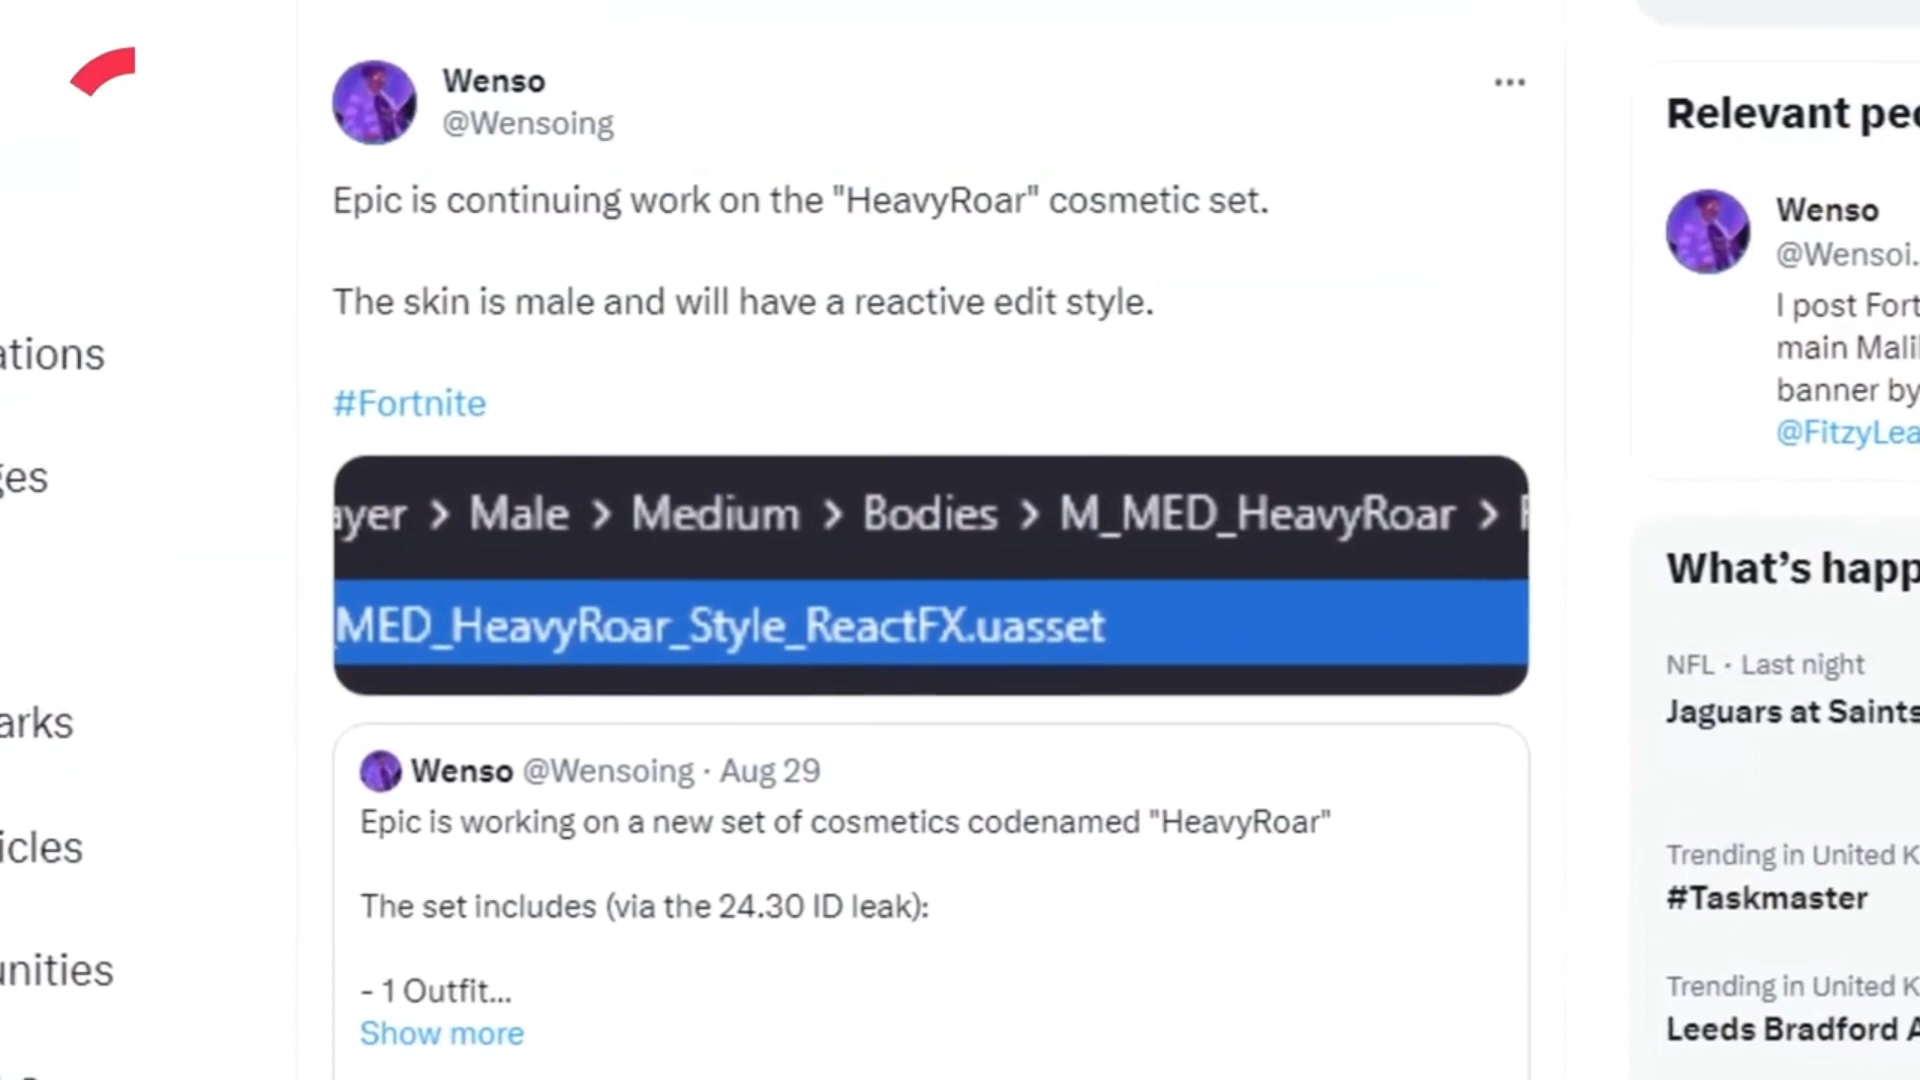 Wenso
@Wensoing
Epic is continuing work on the "HeavyRoar" cosmetic set.
The skin is male and will have a reactive edit style.
#Fortnite
ayer > Male > Medium > Bodies > M_MED_HeavyRoar >
MED_HeavyRoar_Style_ReactFX.uasset
Wenso @Wensoing · Aug 29
Epic is working on a new set of cosmetics codenamed "HeavyRoar"
The set includes (via the 24.30 ID leak):
- 1 Outfit...
Show more
ations
ges
arks
icles
unities
Relevant peo
Wenso
@Wensoi...
I post Fort
main Mali
banner by
@FitzyLea
What's happ
NFL · Last night
Jaguars at Saints
Trending in United K
#Taskmaster
Trending in United K
Leeds Bradford A